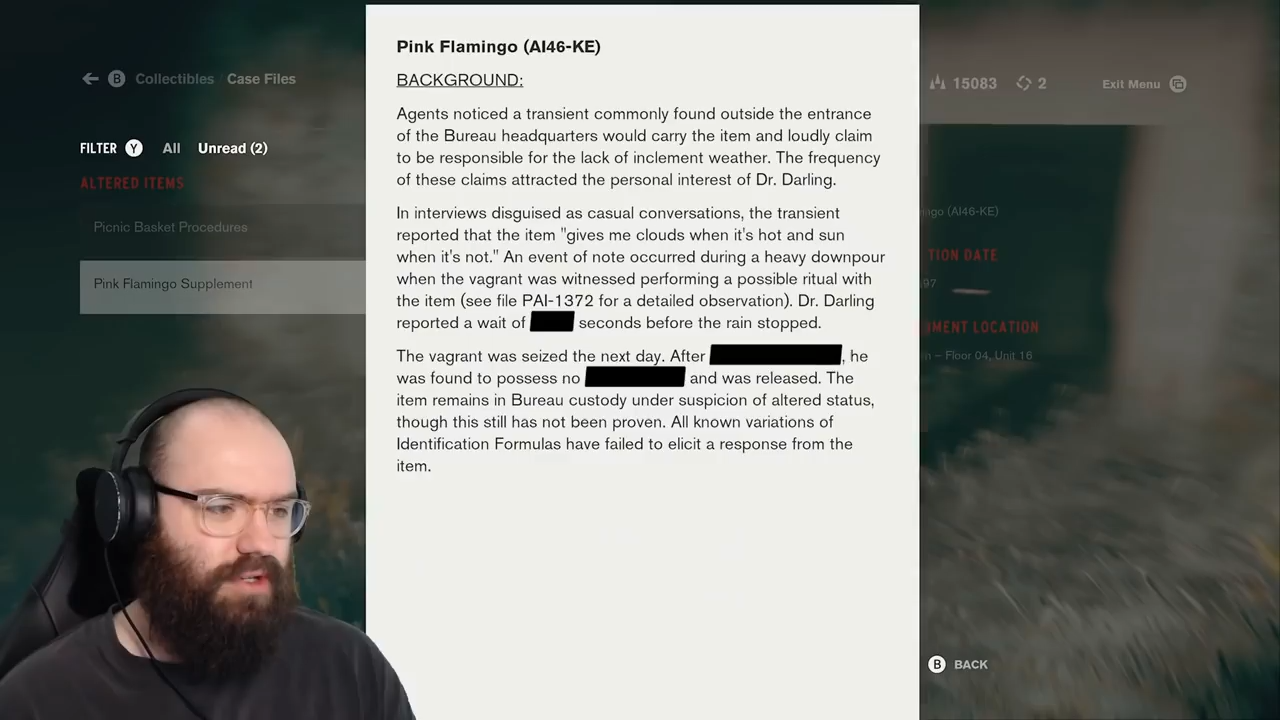 Pink Flamingo (AI46-KE)
BACKGROUND:
Agents noticed a transient commonly found outside the entrance
of the Bureau headquarters would carry the item and loudly claim
to be responsible for the lack of inclement weather. The frequency
of these claims attracted the personal interest of Dr. Darling.
In interviews disguised as casual conversations, the transient
reported that the item "gives me clouds when it's hot and sun
when it's not." An event of note occurred during a heavy downpour
when the vagrant was witnessed performing a possible ritual with
the item (see file PAI-1372 for a detailed observation). Dr. Darling
reported a wait of seconds before the rain stopped.
The vagrant was seized the next day. After , he
was found to possess no and was released. The
item remains in Bureau custody under suspicion of altered status,
though this still has not been proven. All known variations of
Identification Formulas have failed to elicit a response from the
item.
B Collectibles Case Files
FILTER Y All Unread (2)
ALTERED ITEMS
Picnic Basket Procedures
Pink Flamingo Supplement
15083 2 Exit Menu
(AI46-KE)
DATE
97
LOCATION
– Floor 04, Unit 16
B BACK